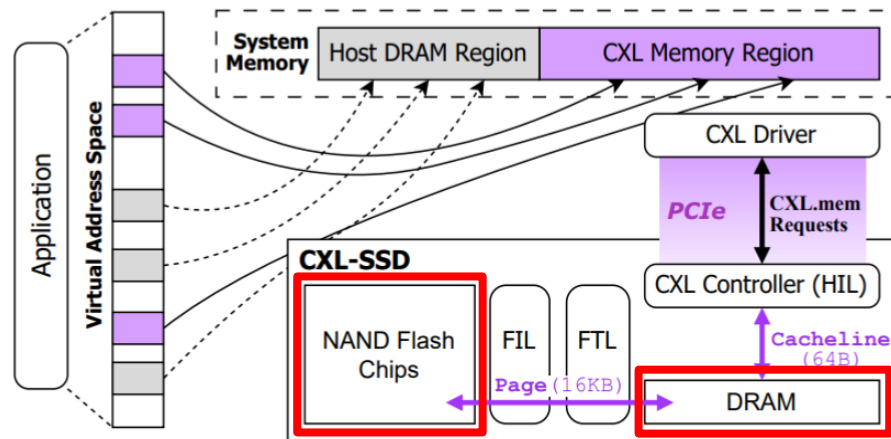 System
Memory
Host DRAM Region
CXL Memory Region
Application
Virtual Address Space
CXL Driver
PCIe
CXL.mem
Requests
CXL-SSD
CXL Controller (HIL)
NAND Flash
Chips
FIL
FTL
Cacheline
(64B)
Page(16KB)
DRAM